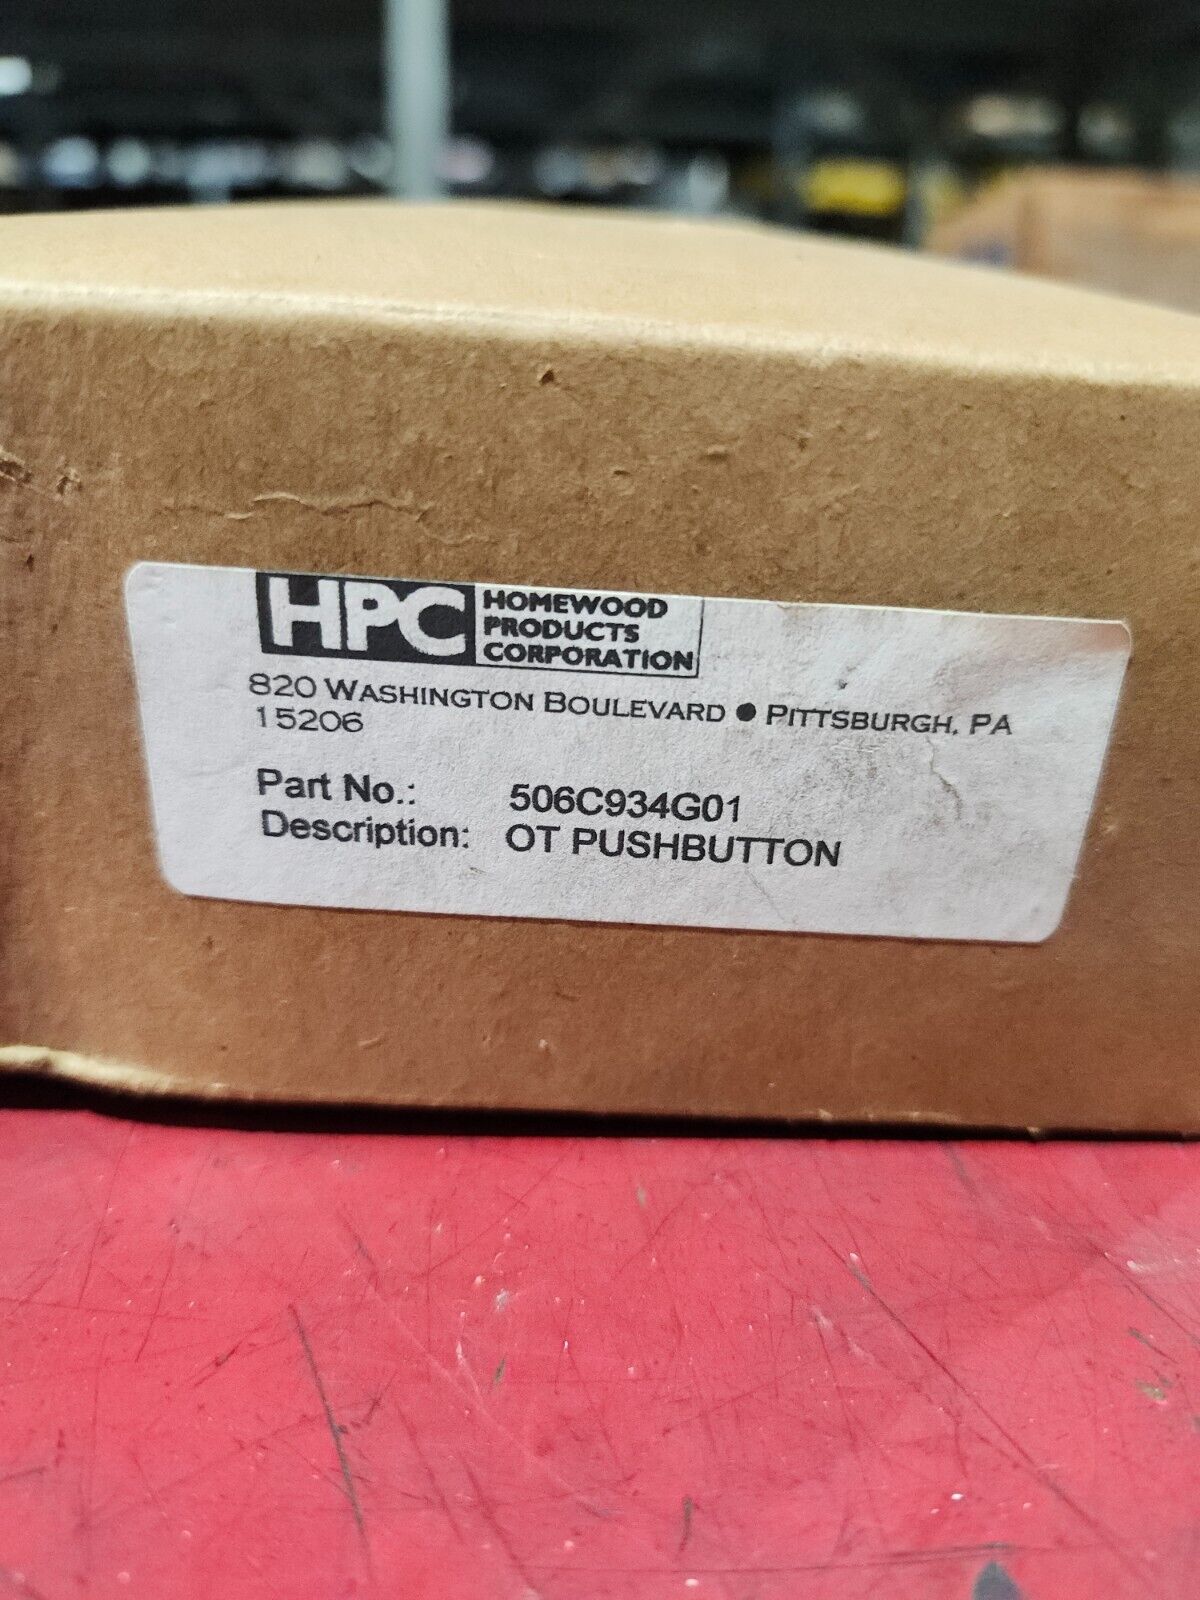 HPC HOMEWOOD
PRODUCTS
CORPORATION
820 WASHINGTON BOULEVARD ● PITTSBURGH, PA
15206
Part No.: 506C934G01
Description: OT PUSHBUTTON